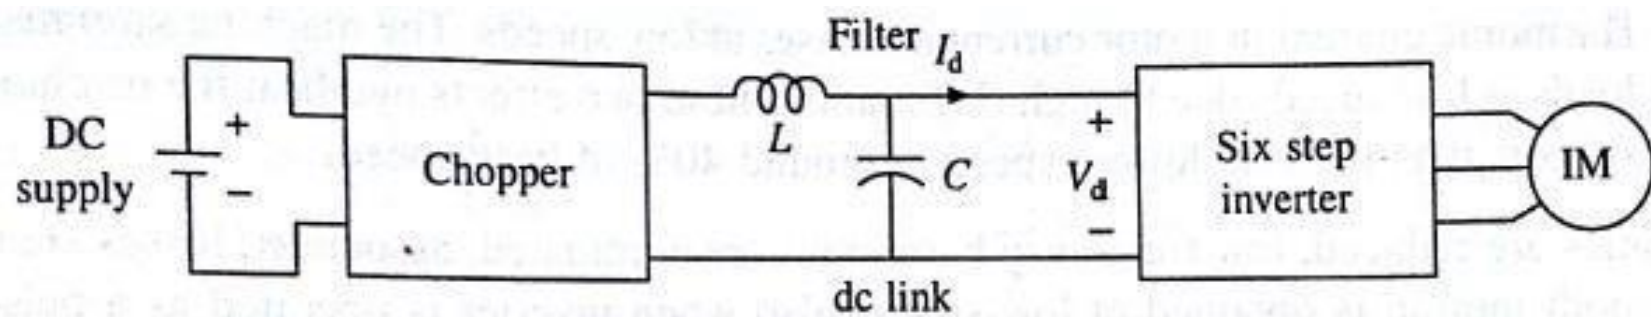 Filter
I_d
DC supply
+
−
Chopper
L
C
+
V_d
−
Six step inverter
IM
dc link